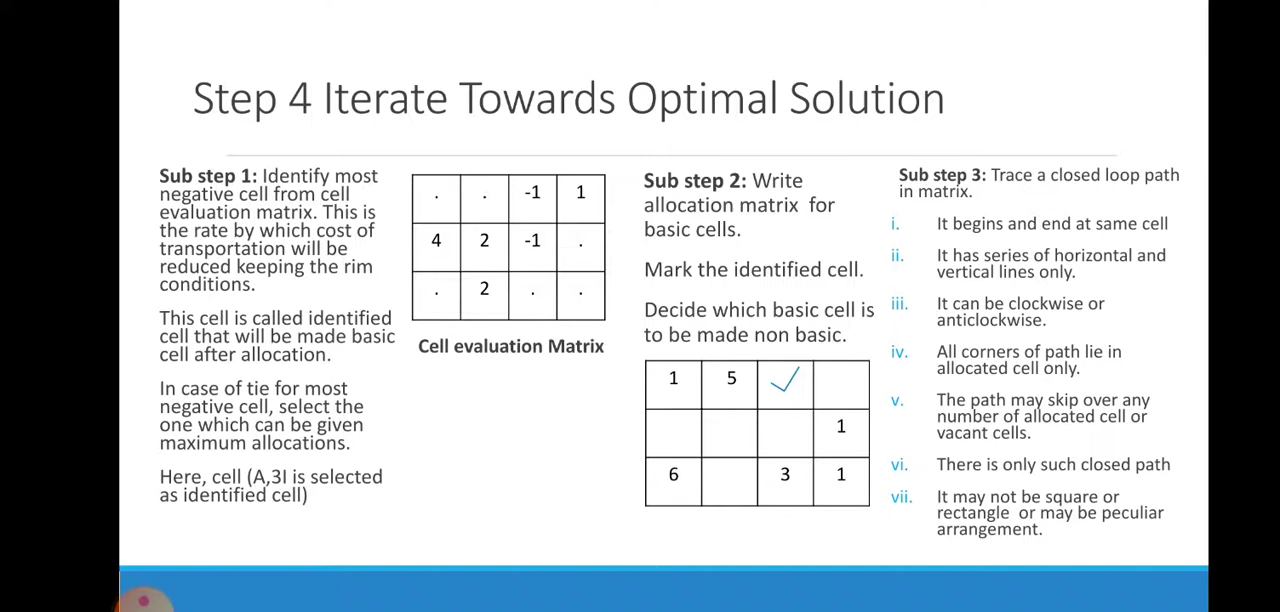 Step 4 Iterate Towards Optimal Solution
Sub step 1: Identify most
negative cell from cell
evaluation matrix. This is
the rate by which cost of
transportation will be
reduced keeping the rim
conditions.
This cell is called identified
cell that will be made basic
cell after allocation.
In case of tie for most
negative cell, select the
one which can be given
maximum allocations.
Here, cell (A,3I is selected
as identified cell)
. . -1 1
4 2 -1 .
. 2 . .
Cell evaluation Matrix
Sub step 2: Write
allocation matrix for
basic cells.
Mark the identified cell.
Decide which basic cell is
to be made non basic.
1 5 ✓
1
6 3 1
Sub step 3: Trace a closed loop path
in matrix.
i. It begins and end at same cell
ii. It has series of horizontal and
vertical lines only.
iii. It can be clockwise or
anticlockwise.
iv. All corners of path lie in
allocated cell only.
v. The path may skip over any
number of allocated cell or
vacant cells.
vi. There is only such closed path
vii. It may not be square or
rectangle or may be peculiar
arrangement.